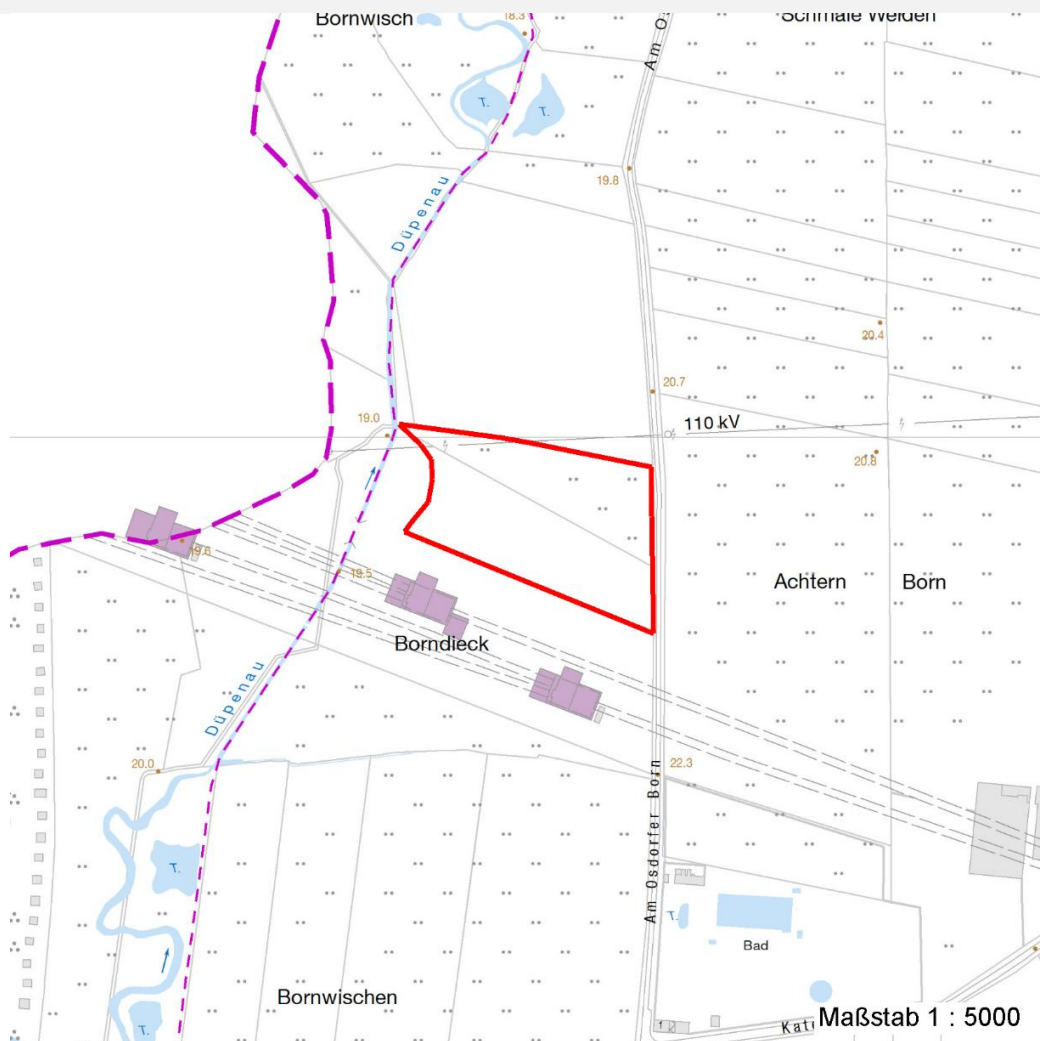 Bornwisch
18.3
Schmale Weiden
Am O
T.
T.
19.8
Düpenau
20.4
20.7
19.0
110 kV
20.8
19.6
19.5
Achtern Born
Borndieck
Düpenau
20.0
22.3
Am Osdorfer Born
T.
T.
Bad
Bornwischen
T.
1
Kat
Maßstab 1 : 5000